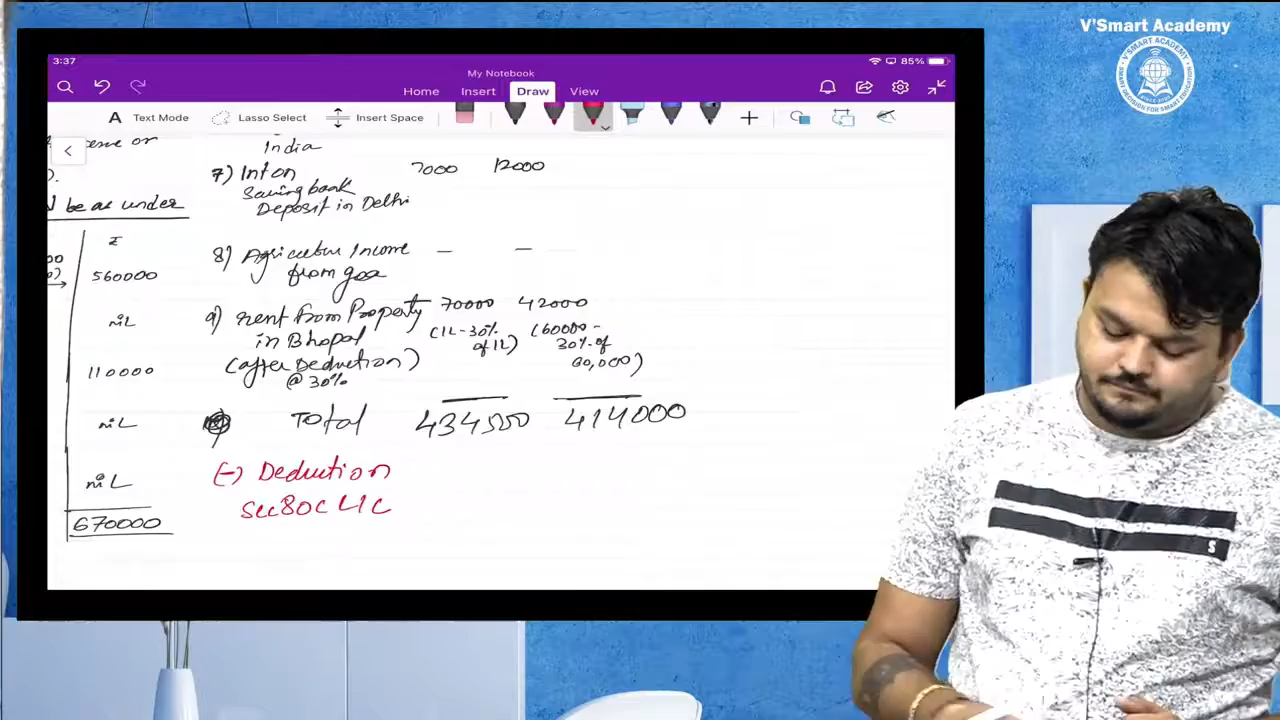 V'Smart Academy
3:37
85%
My Notebook
Home Insert Draw View
A Text Mode Lasso Select Insert Space
India
7) Int on 7000 12000
Saving bank
Deposit in Delhi
be as under
₹
560000
8) Agriculture Income — —
from goa
nil
9) rent from Property 70000 42000
in Bhopal (1L-30% of 1L) (60000 - 30% of 60,000)
(after Deduction)
@ 30%
110000
nil
Total 434500 414000
(-) Deduction
nil
Sec 80C LIC
670000